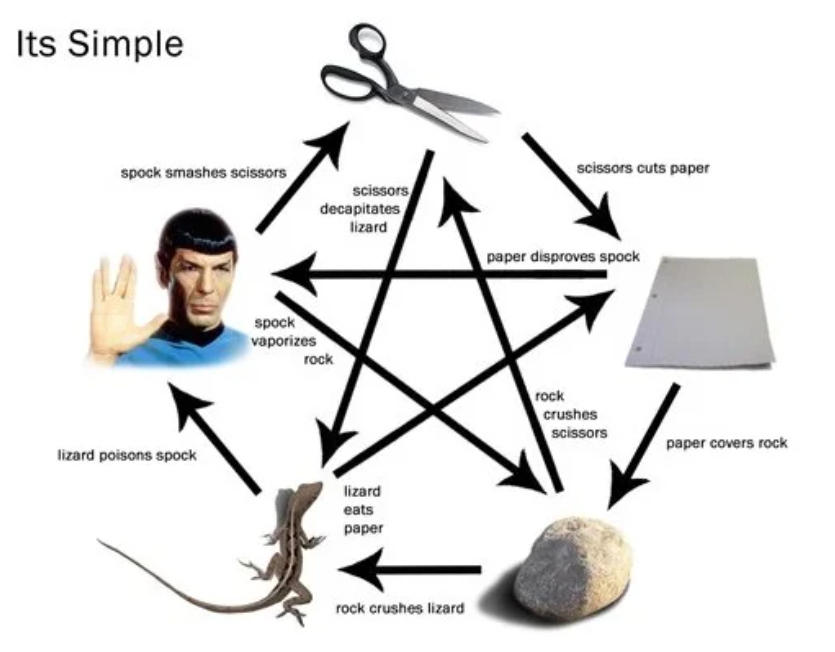 Its Simple
spock smashes scissors
scissors cuts paper
scissors
decapitates
lizard
paper disproves spock
spock
vaporizes
rock
rock
crushes
scissors
paper covers rock
lizard poisons spock
lizard
eats
paper
rock crushes lizard